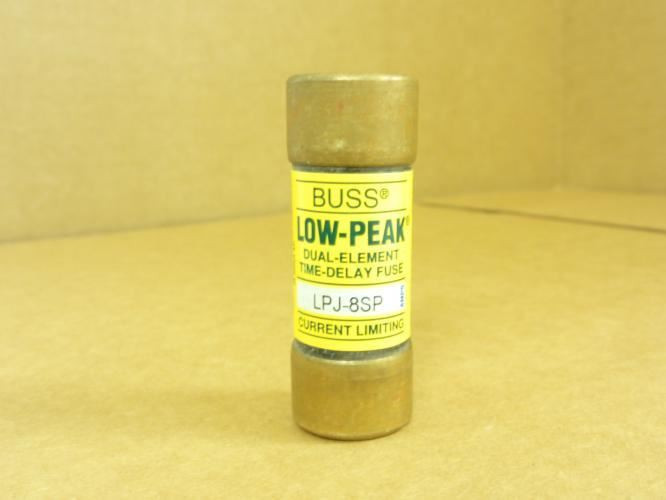 BUSS®
LOW-PEAK®
DUAL-ELEMENT
TIME-DELAY FUSE
LPJ-8SP
CURRENT LIMITING